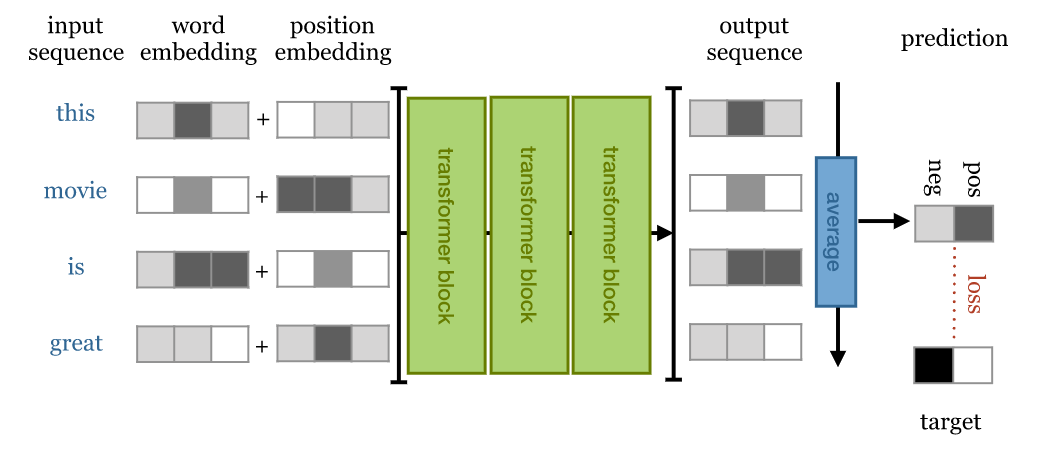 input
sequence
word
embedding
position
embedding
output
sequence
prediction
this
+
movie
+
is
+
great
+
transformer block
transformer block
transformer block
average
neg
pos
loss
target